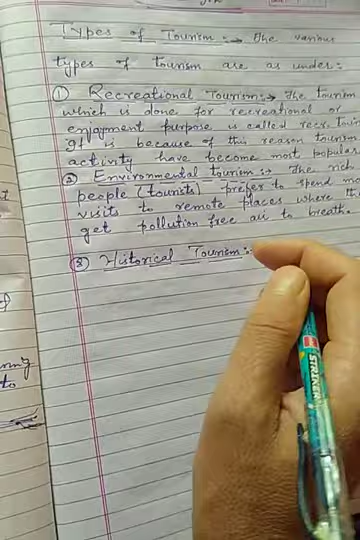 Types of Tourism :→ The various
types of tourism are as under:
① Recreational Tourism :→ The tourism
which is done for recreational or
enjoyment purpose is called recr. Touri
It is because of this reason tourism
activity have become most popular.
② Environmental tourism :→ The rich
people (tourists) prefer to spend mo
visits to remote places where th
get pollution free air to breath.
③ Historical Tourism :-
STRIKER